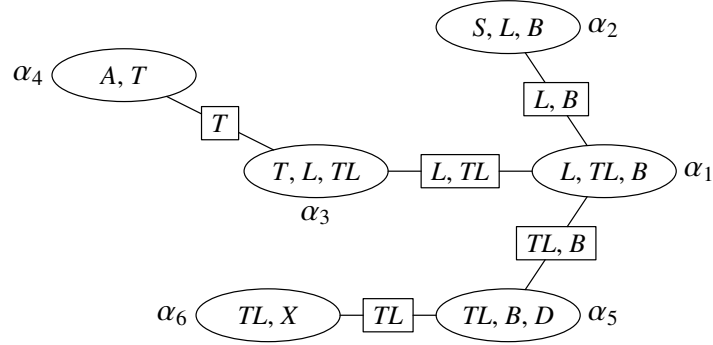 S, L, B α₂
α₄ A, T
L, B
T
T, L, TL L, TL L, TL, B α₁
α₃
TL, B
α₆ TL, X TL TL, B, D α₅